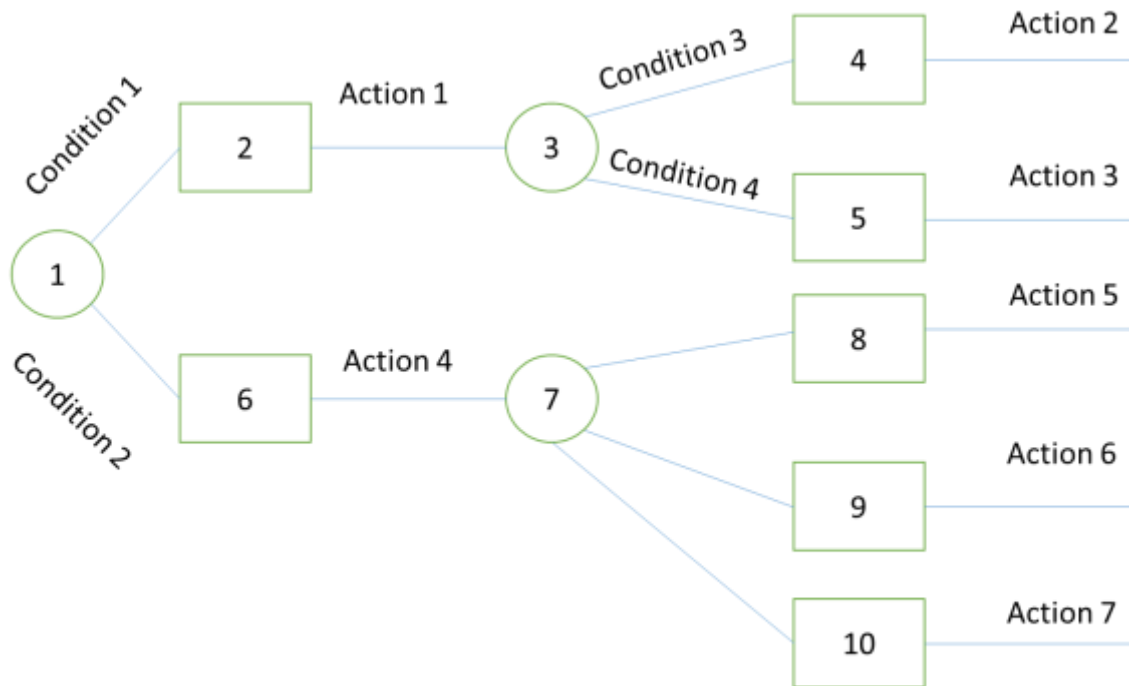 Condition 1
Condition 2
1
2
Action 1
3
Condition 3
Condition 4
4
Action 2
5
Action 3
6
Action 4
7
8
Action 5
9
Action 6
10
Action 7